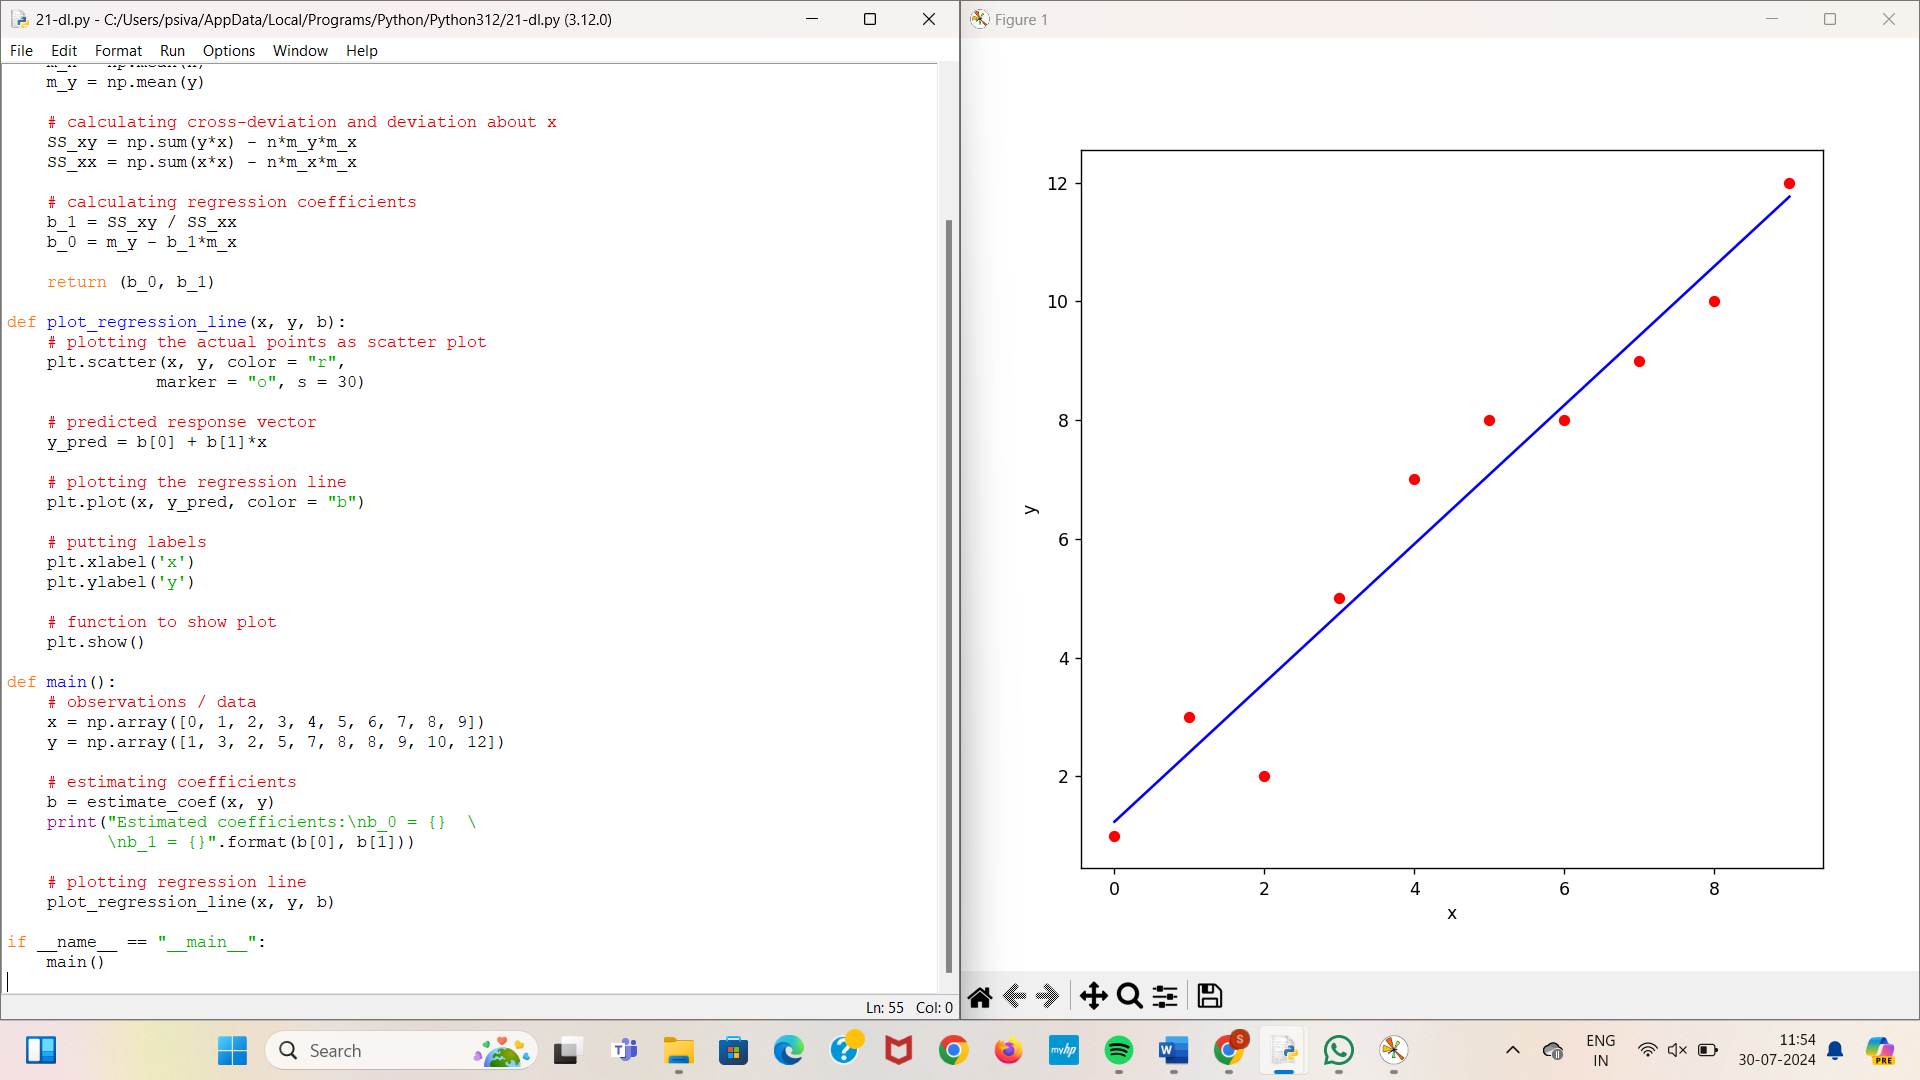 21-dl.py - C:/Users/psiva/AppData/Local/Programs/Python/Python312/21-dl.py (3.12.0)
File Edit Format Run Options Window Help
m_y = np.mean(y)
# calculating cross-deviation and deviation about x
SS_xy = np.sum(y*x) - n*m_y*m_x
SS_xx = np.sum(x*x) - n*m_x*m_x
# calculating regression coefficients
b_1 = SS_xy / SS_xx
b_0 = m_y - b_1*m_x
return (b_0, b_1)
def plot_regression_line(x, y, b):
# plotting the actual points as scatter plot
plt.scatter(x, y, color = "r",
marker = "o", s = 30)
# predicted response vector
y_pred = b[0] + b[1]*x
# plotting the regression line
plt.plot(x, y_pred, color = "b")
# putting labels
plt.xlabel('x')
plt.ylabel('y')
# function to show plot
plt.show()
def main():
# observations / data
x = np.array([0, 1, 2, 3, 4, 5, 6, 7, 8, 9])
y = np.array([1, 3, 2, 5, 7, 8, 8, 9, 10, 12])
# estimating coefficients
b = estimate_coef(x, y)
print("Estimated coefficients:\nb_0 = {}  \
\nb_1 = {}".format(b[0], b[1]))
# plotting regression line
plot_regression_line(x, y, b)
if __name__ == "__main__":
main()
Ln: 55 Col: 0
Figure 1
12
10
8
6
4
2
y
0 2 4 6 8
x
Search
myhp
S
ENG
IN
11:54
30-07-2024
PRE